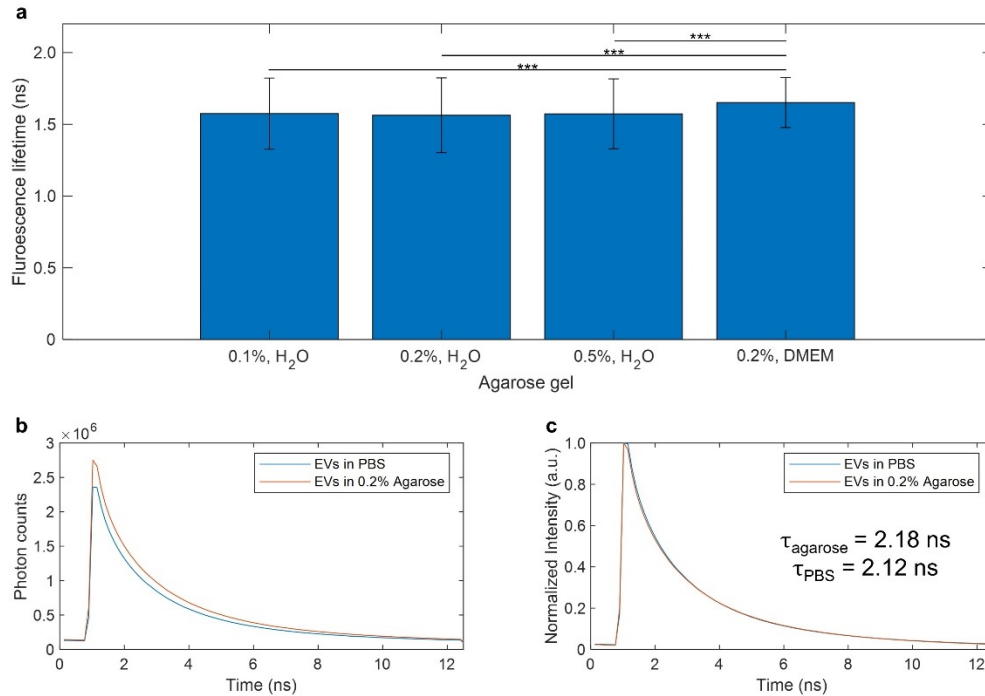 a
***
***
***
Fluroescence lifetime (ns)
2.0
1.5
1.0
0.5
0
0.1%, H₂O
0.2%, H₂O
0.5%, H₂O
0.2%, DMEM
Agarose gel
b
× 10⁶
Photon counts
3
2.5
2
1.5
1
0.5
0
EVs in PBS
EVs in 0.2% Agarose
0 2 4 6 8 10 12
Time (ns)
c
Normalized Intensity (a.u.)
1.0
0.8
0.6
0.4
0.2
0
EVs in PBS
EVs in 0.2% Agarose
τagarose = 2.18 ns
τPBS = 2.12 ns
0 2 4 6 8 10 12
Time (ns)